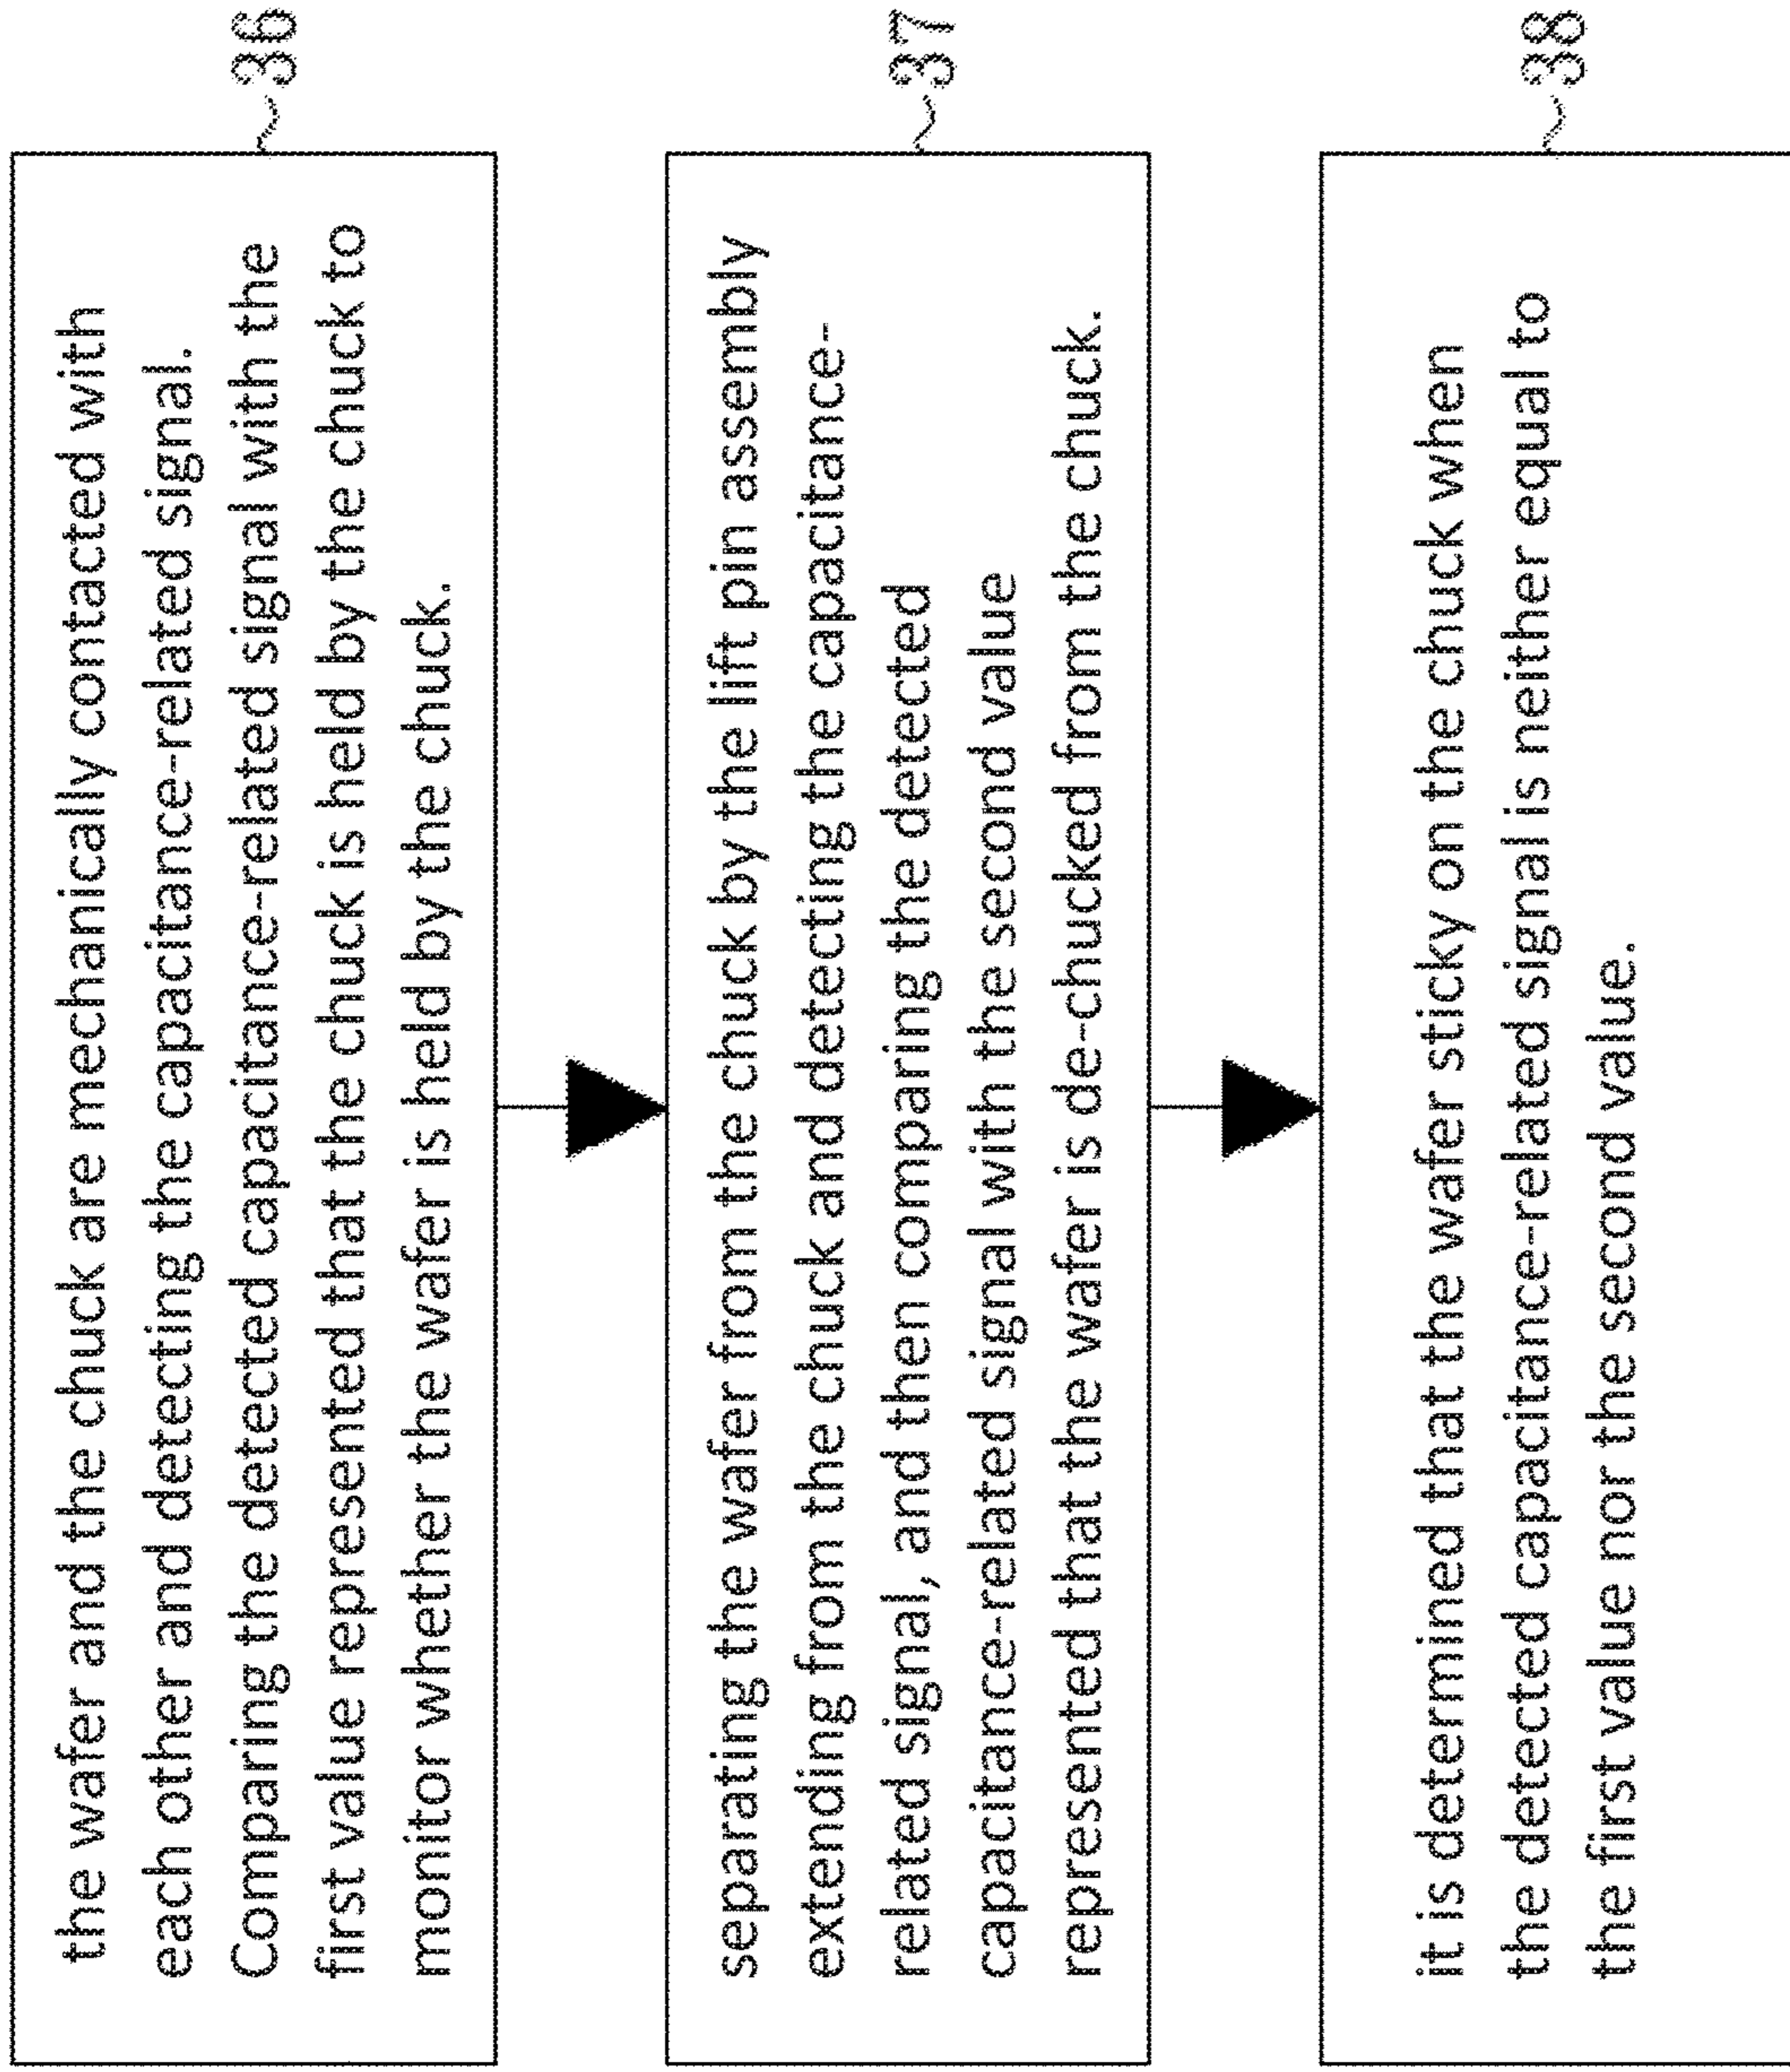 the wafer and the chuck are mechanically contacted with
each other and detecting the capacitance-related signal.
Comparing the detected capacitance-related signal with the
first value represented that the chuck is held by the chuck to
monitor whether the wafer is held by the chuck.
36
separating the wafer from the chuck by the lift pin assembly
extending from the chuck and detecting the capacitance-
related signal, and then comparing the detected
capacitance-related signal with the second value
represented that the wafer is de-chucked from the chuck.
37
it is determined that the wafer sticky on the chuck when
the detected capacitance-related signal is neither equal to
the first value nor the second value.
38